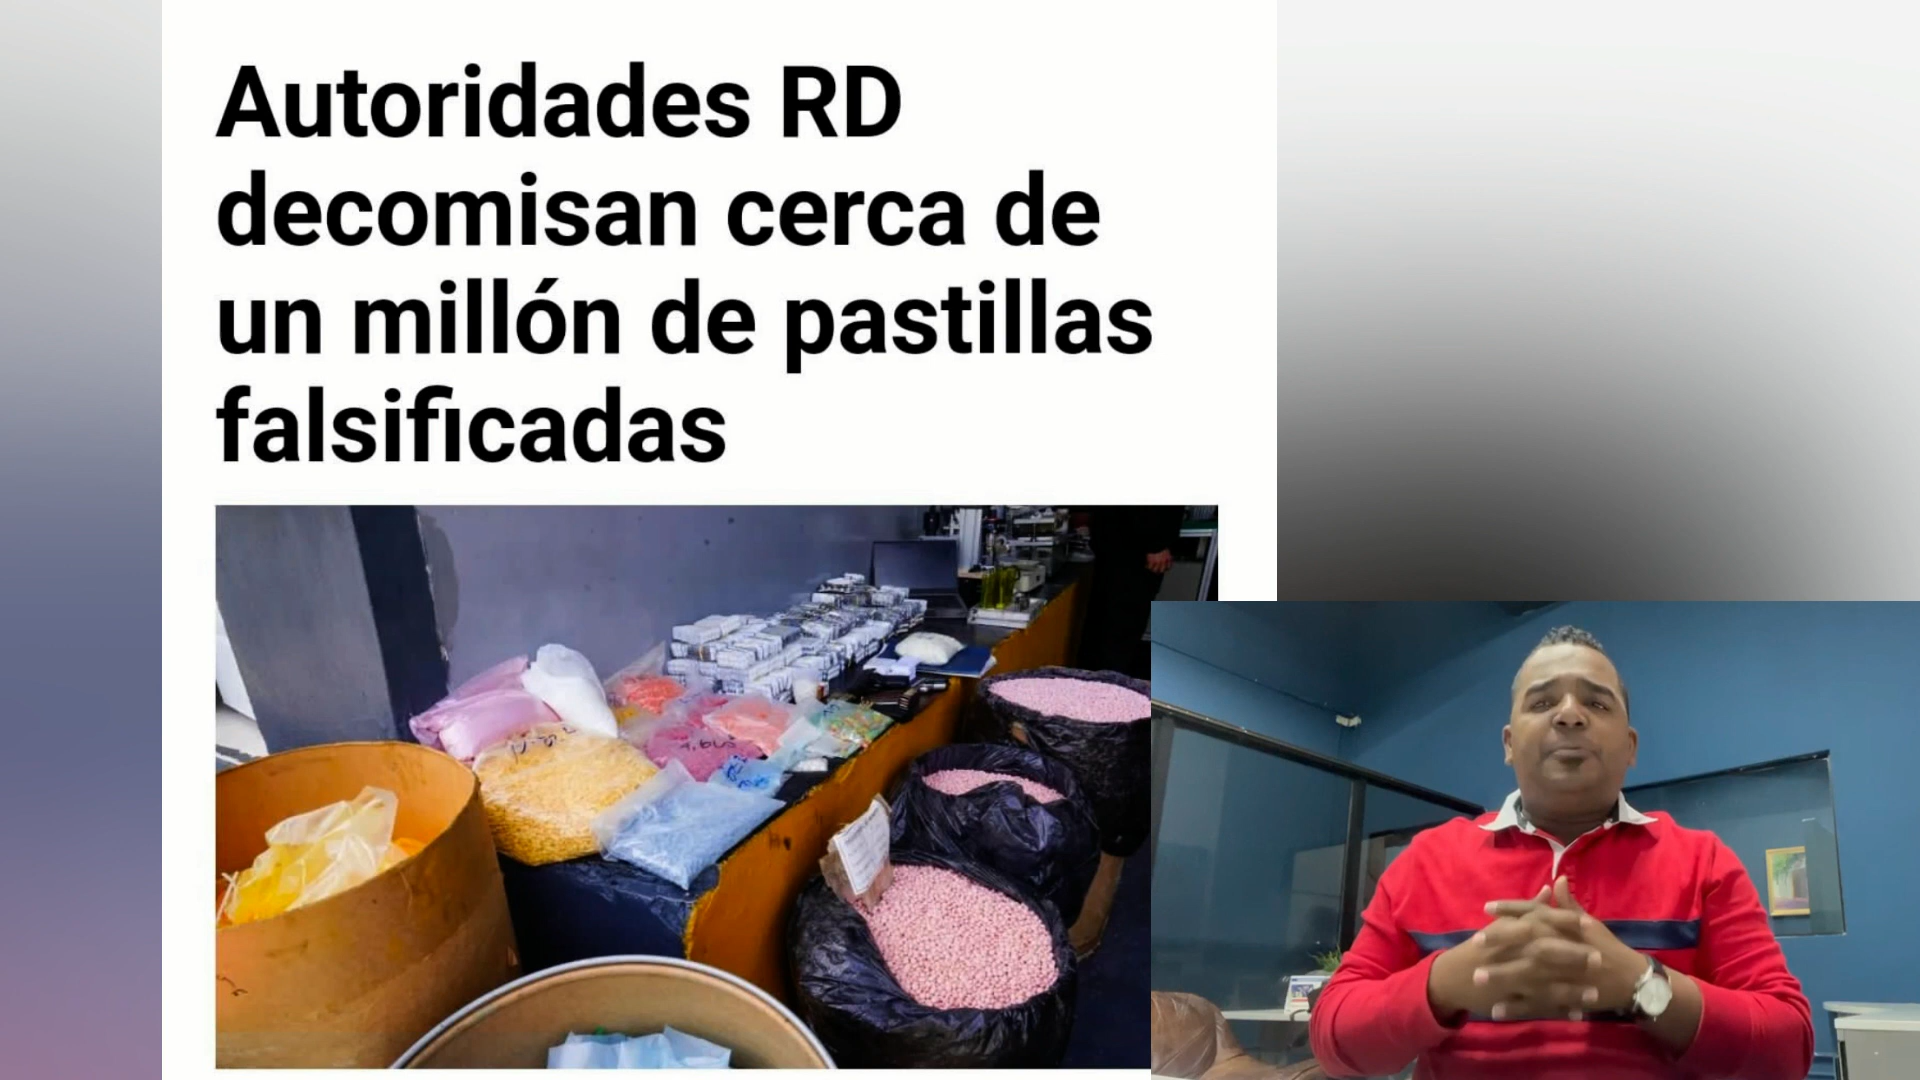 Autoridades RD
decomisan cerca de
un millón de pastillas
falsificadas